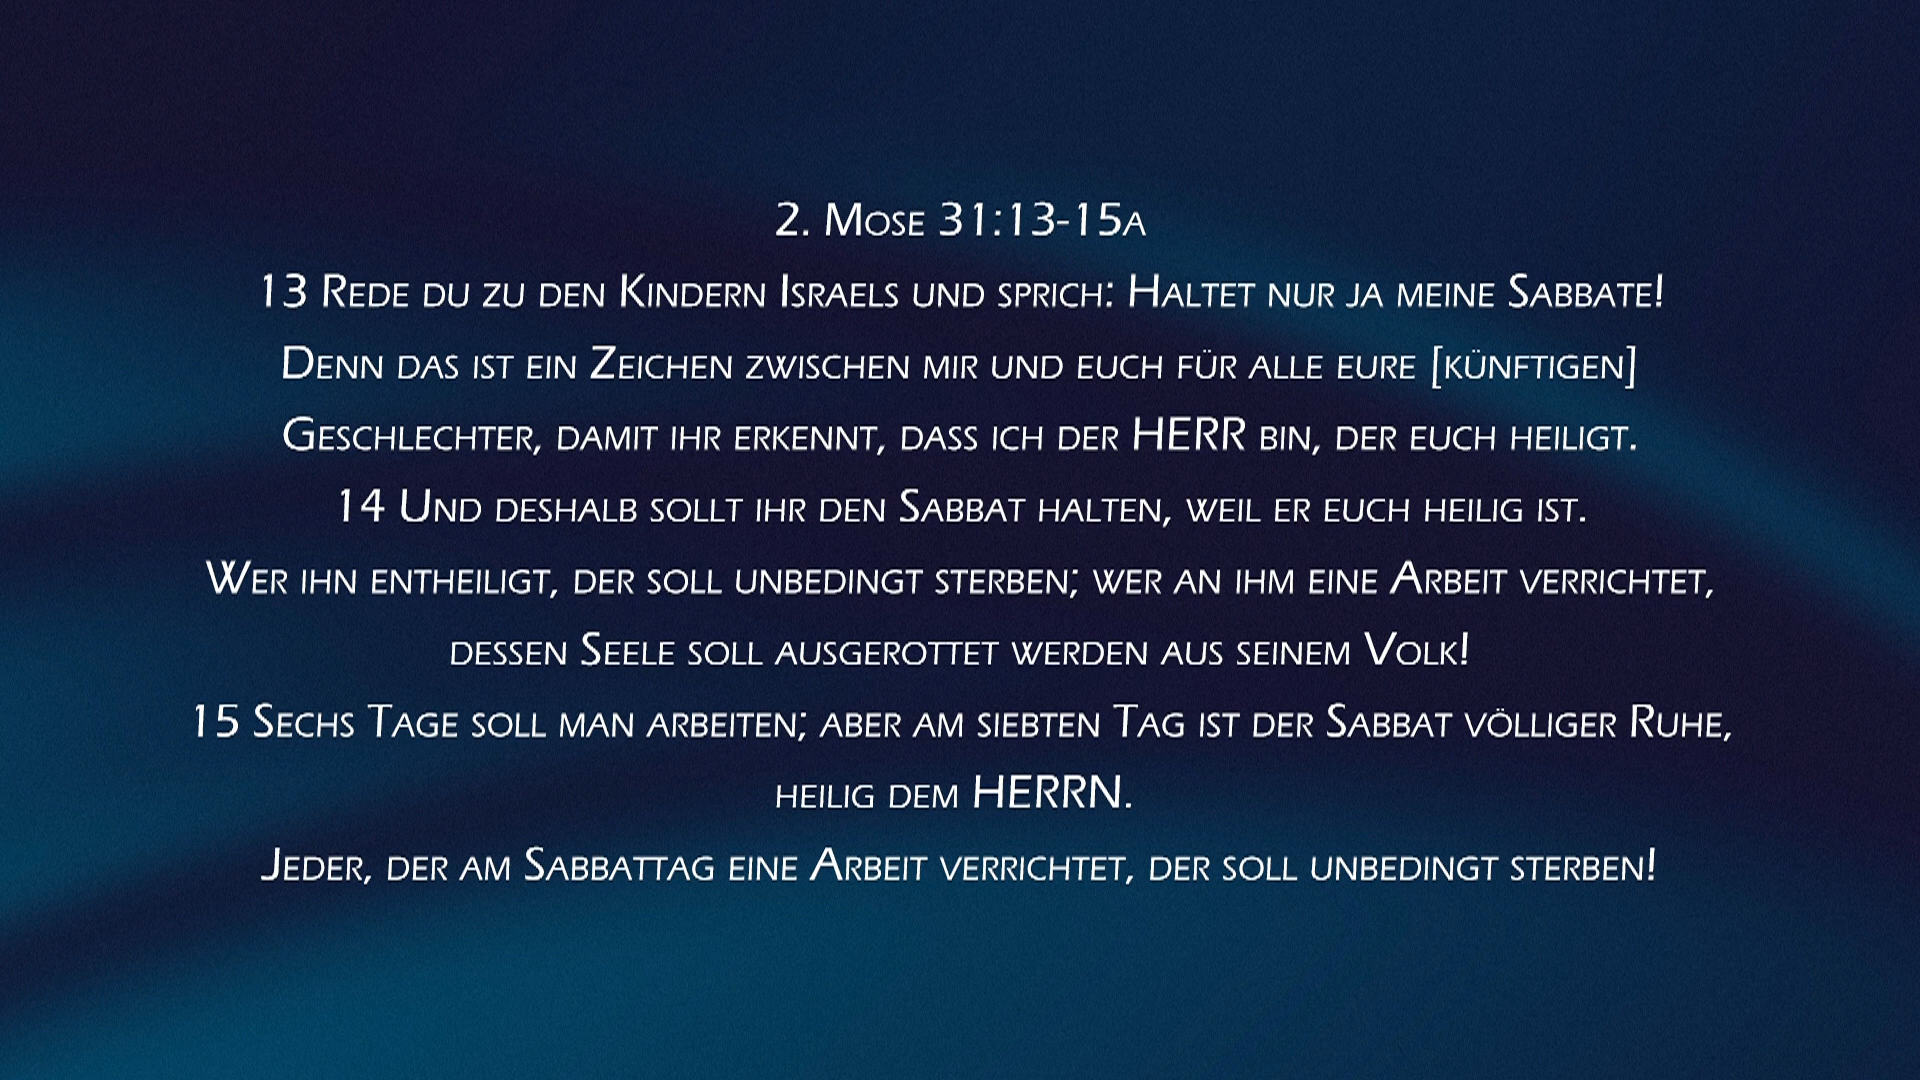 2. Mose 31:13-15a
13 Rede du zu den Kindern Israels und sprich: Haltet nur ja meine Sabbate!
Denn das ist ein Zeichen zwischen mir und euch für alle eure [künftigen]
Geschlechter, damit ihr erkennt, dass ich der HERR bin, der euch heiligt.
14 Und deshalb sollt ihr den Sabbat halten, weil er euch heilig ist.
Wer ihn entheiligt, der soll unbedingt sterben; wer an ihm eine Arbeit verrichtet,
dessen Seele soll ausgerottet werden aus seinem Volk!
15 Sechs Tage soll man arbeiten; aber am siebten Tag ist der Sabbat völliger Ruhe,
heilig dem HERRN.
Jeder, der am Sabbattag eine Arbeit verrichtet, der soll unbedingt sterben!